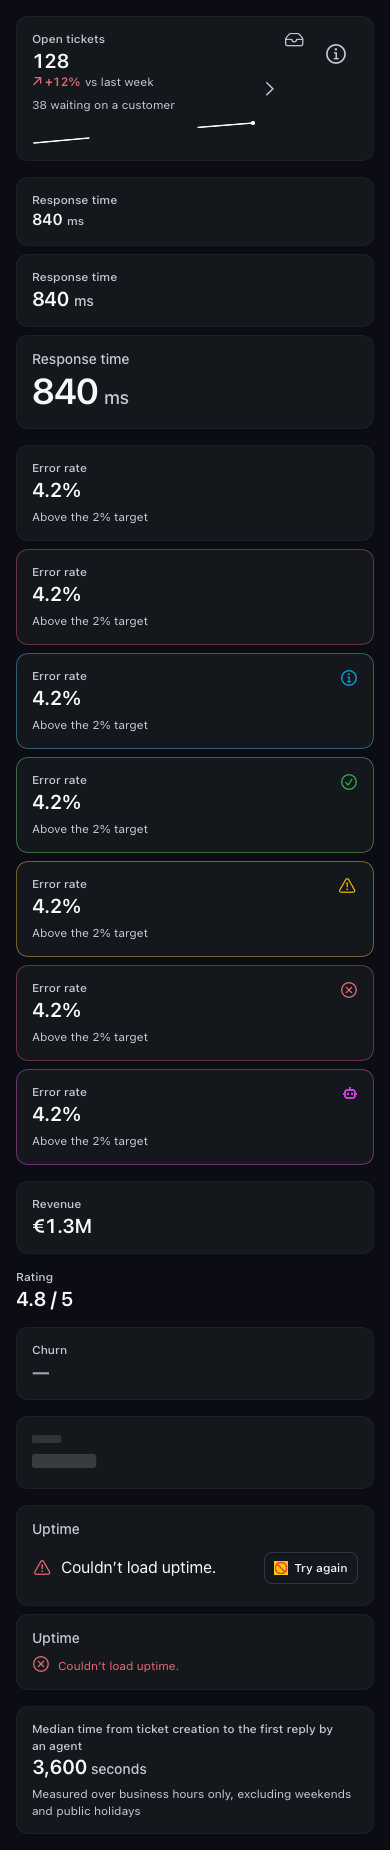 Open tickets
128
+12% vs last week
38 waiting on a customer
Response time
840 ms
Response time
840 ms
Response time
840 ms
Error rate
4.2%
Above the 2% target
Error rate
4.2%
Above the 2% target
Error rate
4.2%
Above the 2% target
Error rate
4.2%
Above the 2% target
Error rate
4.2%
Above the 2% target
Error rate
4.2%
Above the 2% target
Error rate
4.2%
Above the 2% target
Revenue
€1.3M
Rating
4.8 / 5
Churn
—
Uptime
Couldn’t load uptime.
Try again
Uptime
Couldn’t load uptime.
Median time from ticket creation to the first reply by
an agent
3,600 seconds
Measured over business hours only, excluding weekends
and public holidays